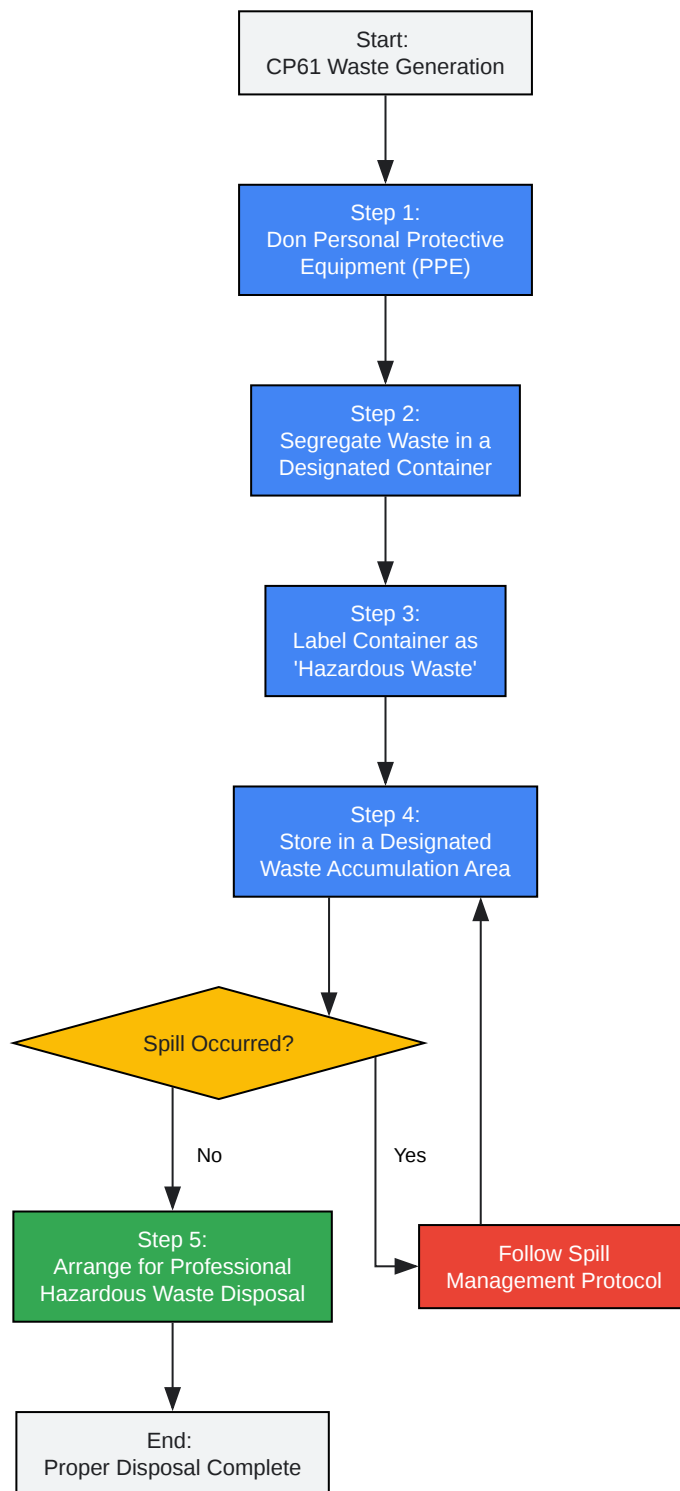 Start:
CP61 Waste Generation
Step 1:
Don Personal Protective
Equipment (PPE)
Step 2:
Segregate Waste in a
Designated Container
Step 3:
Label Container as
'Hazardous Waste'
Step 4:
Store in a Designated
Waste Accumulation Area
Spill Occurred?
No
Yes
Step 5:
Arrange for Professional
Hazardous Waste Disposal
Follow Spill
Management Protocol
End:
Proper Disposal Complete